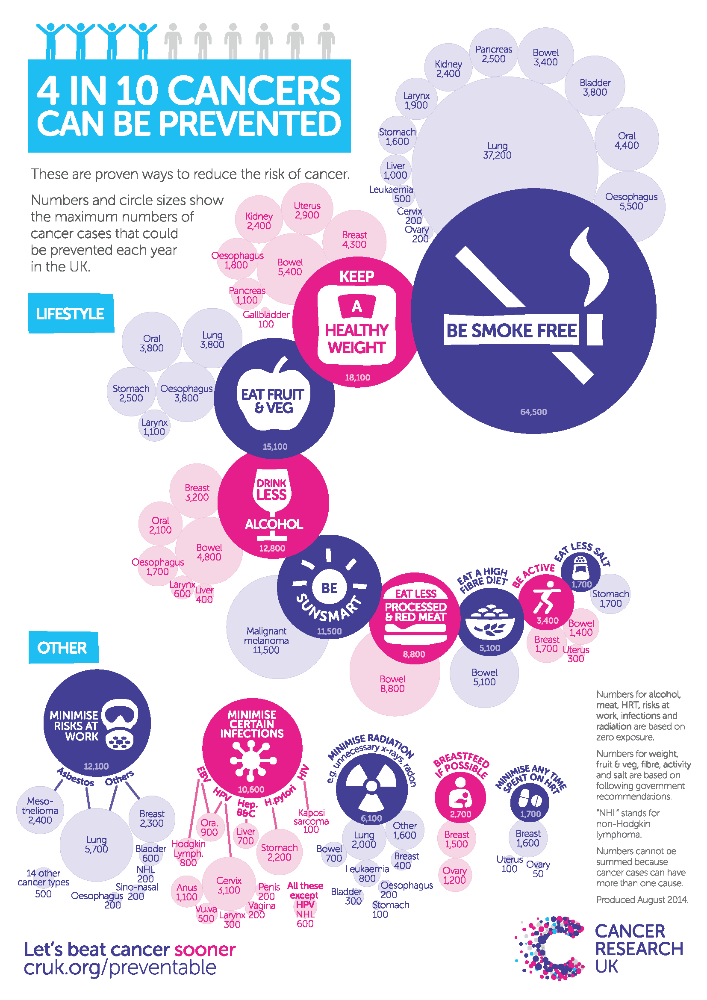 4 IN 10 CANCERS
CAN BE PREVENTED
These are proven ways to reduce the risk of cancer.
Numbers and circle sizes show
the maximum numbers of
cancer cases that could
be prevented each year
in the UK.
LIFESTYLE
Pancreas
2,500
Bowel
3,400
Kidney
2,400
Bladder
3,800
Larynx
1,900
Stomach
1,600
Oral
4,400
Lung
37,200
Liver
1,000
Leukaemia
500
Oesophagus
5,500
Cervix
200
Ovary
200
BE SMOKE FREE
64,500
Uterus
2,900
Kidney
2,400
Breast
4,300
Oesophagus
1,800
Bowel
5,400
Pancreas
1,100
Gallbladder
100
KEEP
A
HEALTHY
WEIGHT
18,100
Oral
3,800
Lung
3,800
Stomach
2,500
Oesophagus
3,800
Larynx
1,100
EAT FRUIT
& VEG
15,100
Breast
3,200
Oral
2,100
Bowel
4,800
Oesophagus
1,700
Larynx
600
Liver
400
DRINK
LESS
ALCOHOL
12,800
BE
SUNSMART
11,500
Malignant
melanoma
11,500
EAT LESS
PROCESSED
& RED MEAT
8,800
Bowel
8,800
EAT A HIGH
FIBRE DIET
5,100
Bowel
5,100
BE ACTIVE
3,400
Bowel
1,400
Breast
1,700
Uterus
300
EAT LESS SALT
1,700
Stomach
1,700
OTHER
MINIMISE
RISKS AT
WORK
12,100
Asbestos
Others
Meso-
thelioma
2,400
Lung
5,700
Breast
2,300
Bladder
600
NHL
200
Sino-nasal
200
Oesophagus
200
14 other
cancer types
500
MINIMISE
CERTAIN
INFECTIONS
10,600
EBV
HPV
Hep.
B&C
H.pylori
HIV
Oral
900
Hodgkin
Lymph.
800
Liver
700
Stomach
2,200
Kaposi
sarcoma
100
Anus
1,100
Cervix
3,100
Penis
200
Vagina
200
Vulva
500
Larynx
300
All these
except
HPV
NHL
600
MINIMISE RADIATION
e.g. unnecessary x-rays, radon
6,100
Lung
2,000
Other
1,600
Bowel
700
Breast
400
Leukaemia
800
Oesophagus
200
Bladder
300
Stomach
100
BREASTFEED
IF POSSIBLE
2,700
Breast
1,500
Ovary
1,200
MINIMISE ANY TIME
SPENT ON HRT
1,700
Breast
1,600
Uterus
100
Ovary
50
Numbers for alcohol,
meat, HRT, risks at
work, infections and
radiation are based on
zero exposure.
Numbers for weight,
fruit & veg, fibre, activity
and salt are based on
following government
recommendations.
"NHL" stands for
non-Hodgkin
lymphoma.
Numbers cannot be
summed because
cancer cases can have
more than one cause.
Produced August 2014.
Let's beat cancer sooner
cruk.org/preventable
CANCER
RESEARCH
UK